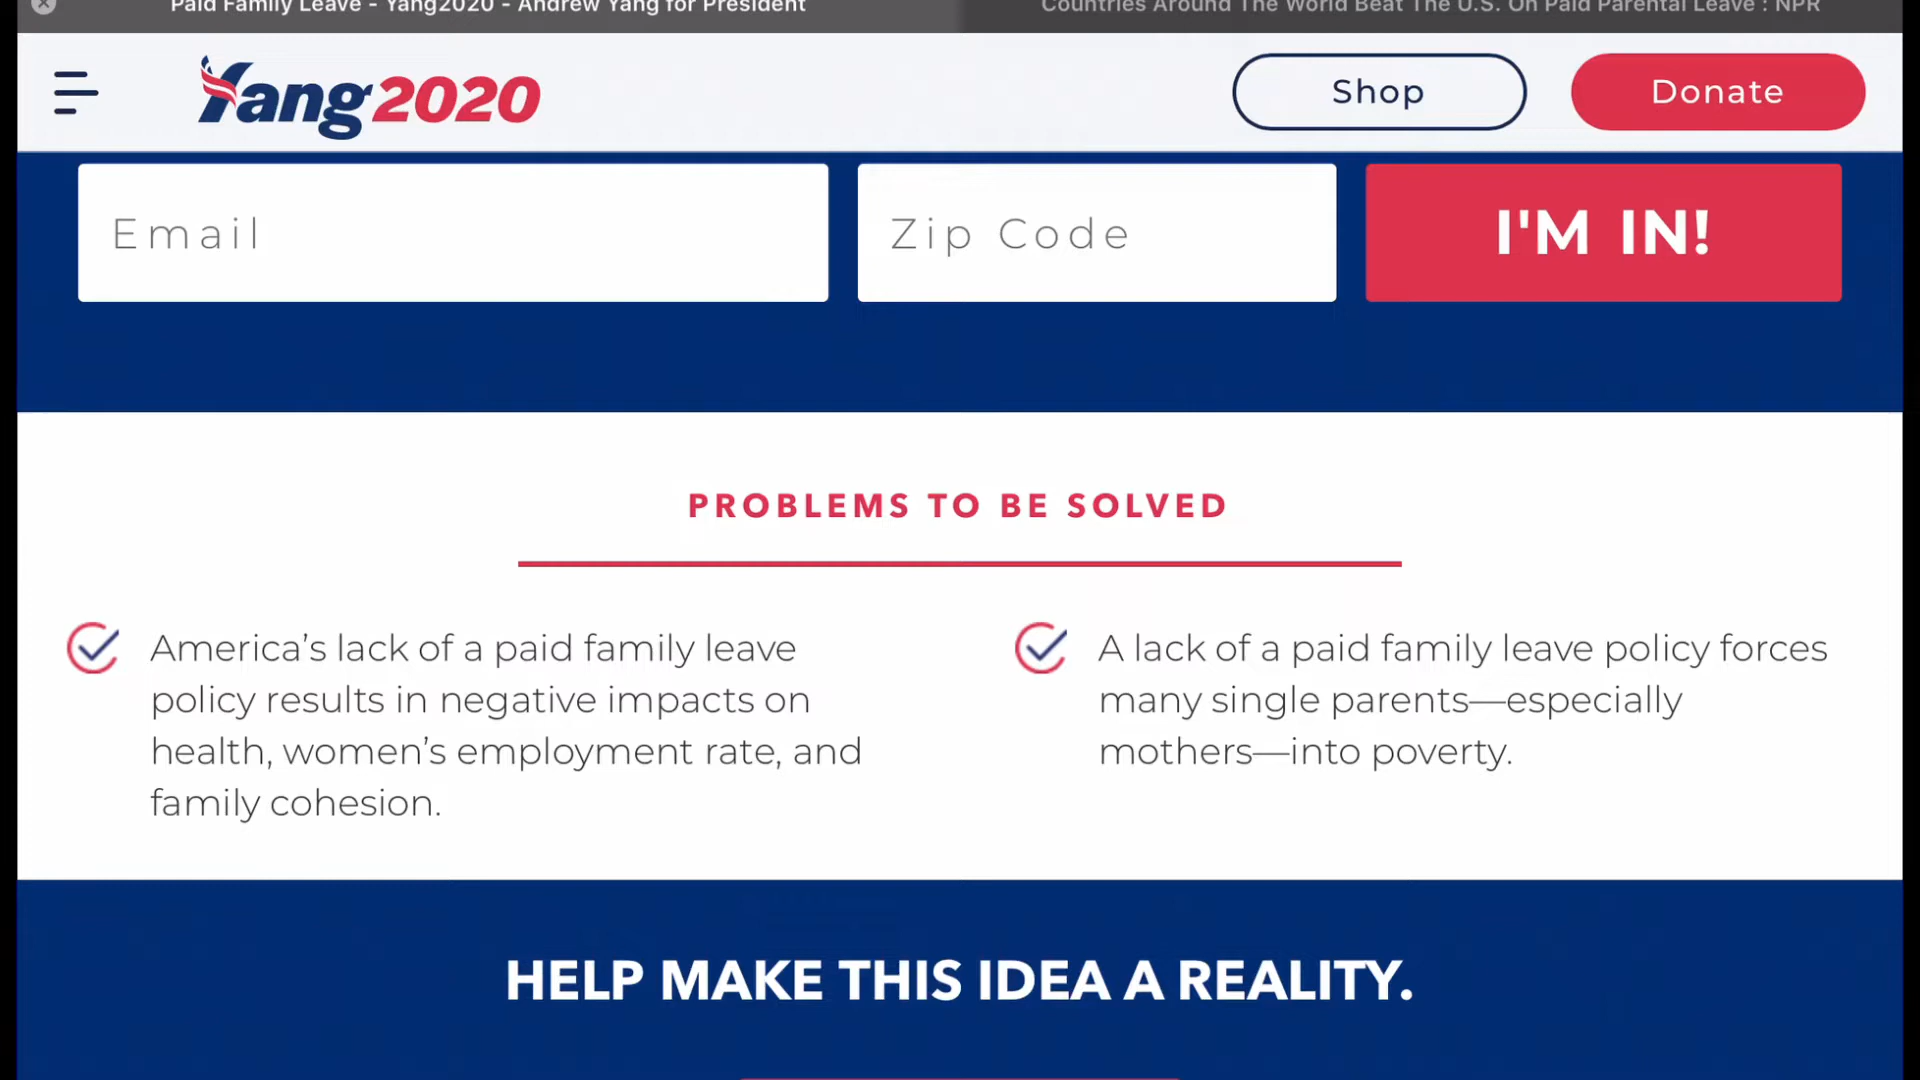 Paid Family Leave - Yang2020 - Andrew Yang for President
Countries Around The World Beat The U.S. On Paid Parental Leave : NPR
Yang2020
Shop
Donate
Email
Zip Code
I'M IN!
PROBLEMS TO BE SOLVED
America’s lack of a paid family leave
policy results in negative impacts on
health, women’s employment rate, and
family cohesion.
A lack of a paid family leave policy forces
many single parents—especially
mothers—into poverty.
HELP MAKE THIS IDEA A REALITY.